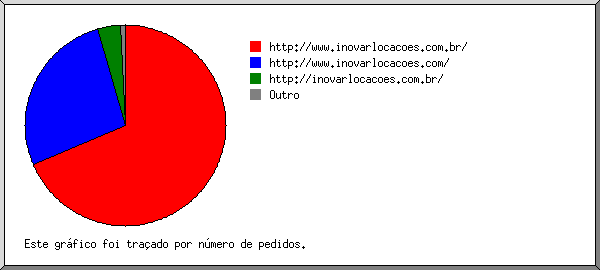 http://www.inovarlocacoes.com.br/
http://www.inovarlocacoes.com/
http://inovarlocacoes.com.br/
Outro
Este gráfico foi traçado por número de pedidos.